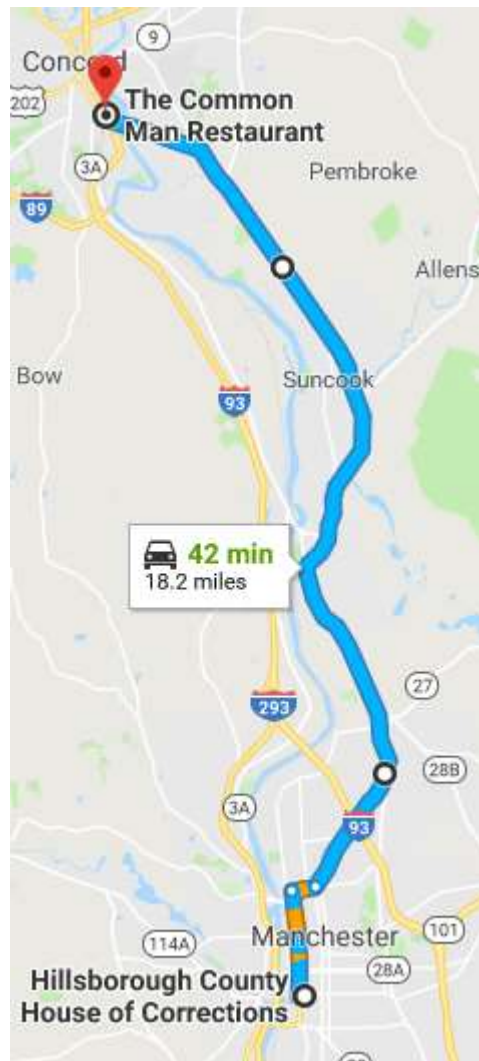 9
Concord
202
The Common
Man Restaurant
3A
Pembroke
89
Allens
Bow
Suncook
93
42 min
18.2 miles
27
293
28B
3A
93
Manchester
101
114A
28A
Hillsborough County
House of Corrections